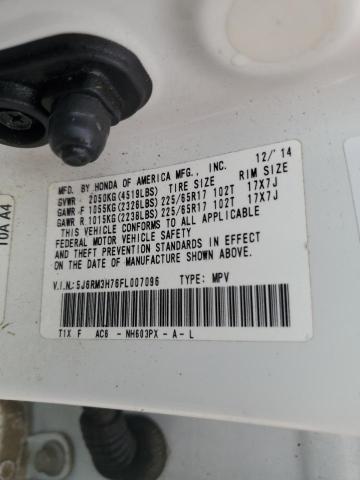 MFD. BY HONDA OF AMERICA MFG., INC. 12/'14
GVWR - 2050KG(4519LBS) TIRE SIZE RIM SIZE
GAWR F 1055KG(2326LBS) 225/65R17 102T 17X7J
GAWR R 1015KG(2238LBS) 225/65R17 102T 17X7J
THIS VEHICLE CONFORMS TO ALL APPLICABLE
FEDERAL MOTOR VEHICLE SAFETY AND
THEFT PREVENTION STANDARDS IN EFFECT
ON THE DATE OF MANUFACTURE SHOWN ABOVE.
V.I.N.: 5J6RM3H76FL007096 TYPE: MPV
T1X F AC6 - NH603PX - A - L
10A A4